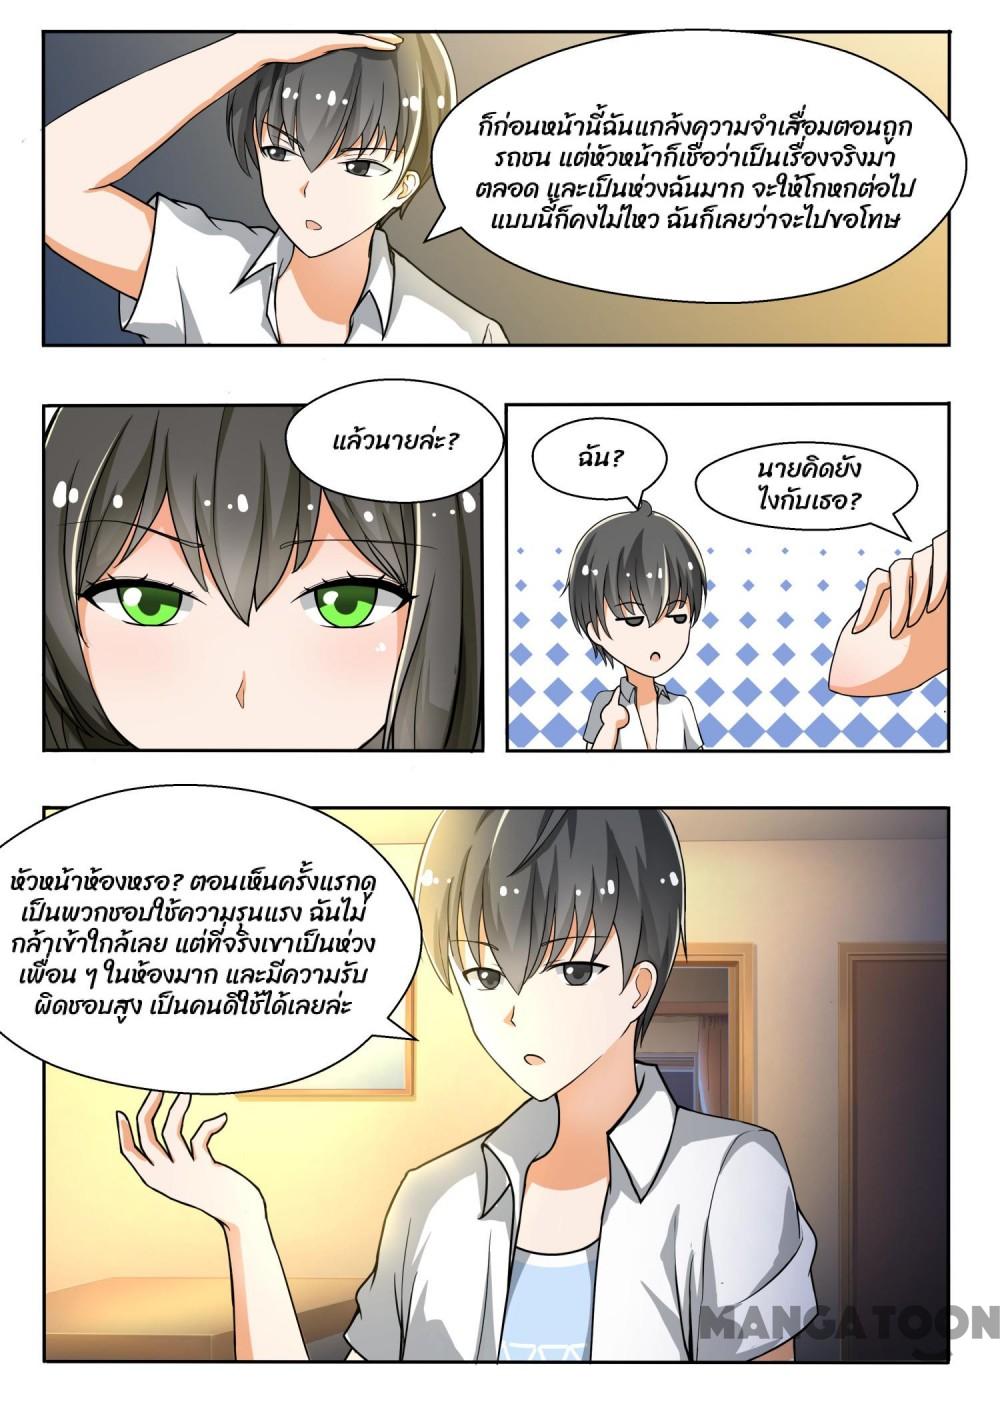 ก็ก่อนหน้านี้ฉันแกล้งความจำเสื่อมตอนถูก
รถชน แต่หัวหน้าก็เชื่อว่าเป็นเรื่องจริงมา
ตลอด และเป็นห่วงฉันมาก จะให้โกหกต่อไป
แบบนี้ก็คงไม่ไหว ฉันก็เลยว่าจะไปขอโทษ
แล้วนายล่ะ?
ฉัน?
นายคิดยัง
ไงกับเธอ?
หัวหน้าห้องหรอ? ตอนเห็นครั้งแรกดู
เป็นพวกชอบใช้ความรุนแรง ฉันไม่
กล้าเข้าใกล้เลย แต่ที่จริงเขาเป็นห่วง
เพื่อน ๆ ในห้องมาก และมีความรับ
ผิดชอบสูง เป็นคนดีใช้ได้เลยล่ะ
MANGATOON